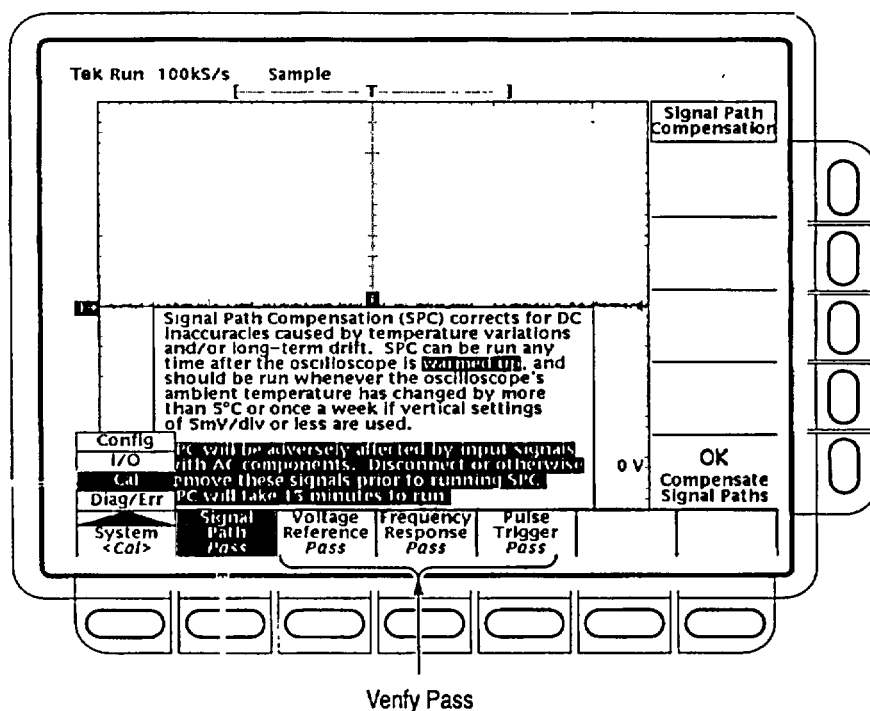 Tek Run 100kS/s Sample
[ T ]
Signal Path
Compensation
1
Signal Path Compensation (SPC) corrects for DC
inaccuracies caused by temperature variations
and/or long-term drift. SPC can be run any
time after the oscilloscope is warmed up, and
should be run whenever the oscilloscope's
ambient temperature has changed by more
than 5°C or once a week if vertical settings
of 5mV/div or less are used.
PC will be adversely affected by input signals
with AC components. Disconnect or otherwise
remove these signals prior to running SPC.
PC will take 15 minutes to run
Config
I/O
Cal
Diag/Err
0 V
OK
Compensate
Signal Paths
System
<Cal>
Signal
Path
Pass
Voltage
Reference
Pass
Frequency
Response
Pass
Pulse
Trigger
Pass
Verify Pass